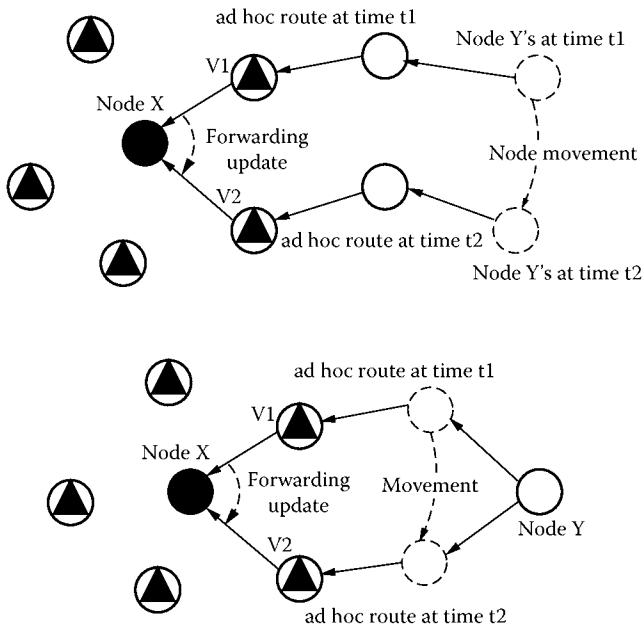 ad hoc route at time t1
Node Y's at time t1
V1
Node X
Forwarding
update
Node movement
V2
ad hoc route at time t2
Node Y's at time t2
ad hoc route at time t1
V1
Node X
Forwarding
update
Movement
Node Y
V2
ad hoc route at time t2